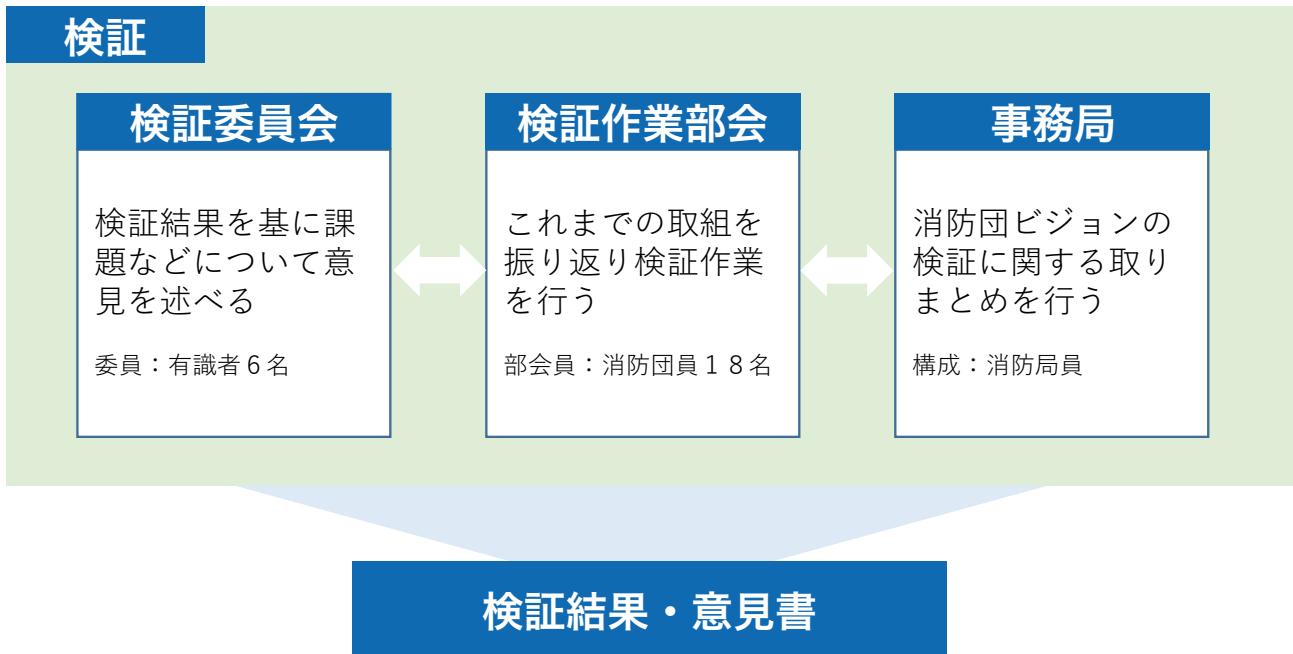 検証
検証委員会
検証結果を基に課
題などについて意
見を述べる
委員：有識者６名
検証作業部会
これまでの取組を
振り返り検証作業
を行う
部会員：消防団員１８名
事務局
消防団ビジョンの
検証に関する取り
まとめを行う
構成：消防局員
検証結果・意見書